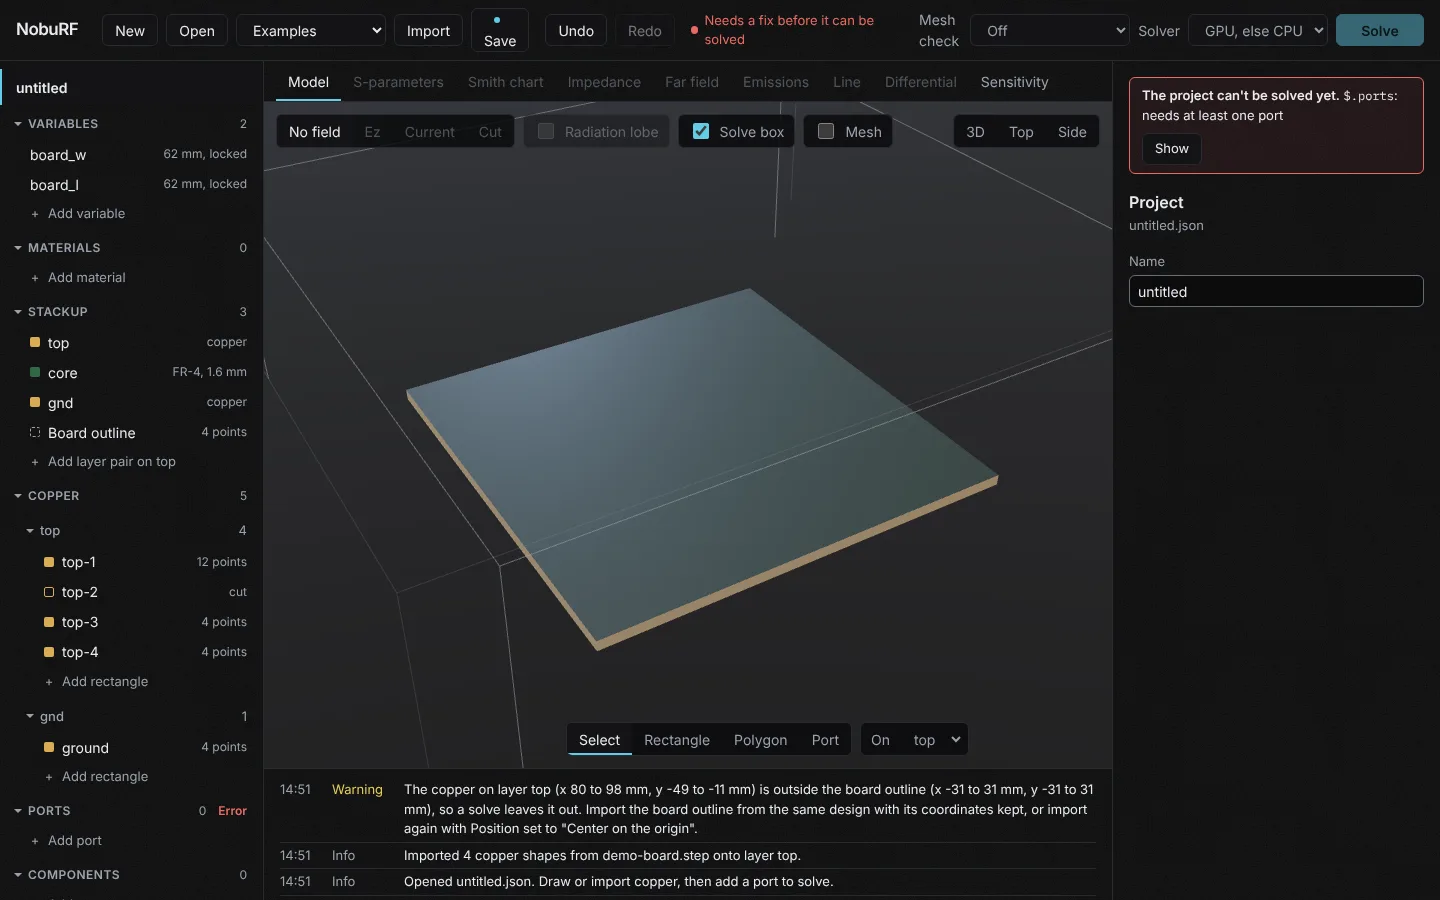 NobuRF
New
Open
Examples
Import
Save
Undo
Redo
Needs a fix before it can be
solved
Mesh
check
Off
Solver
GPU, else CPU
Solve
untitled
VARIABLES 2
board_w 62 mm, locked
board_l 62 mm, locked
+ Add variable
MATERIALS 0
+ Add material
STACKUP 3
top copper
core FR-4, 1.6 mm
gnd copper
Board outline 4 points
+ Add layer pair on top
COPPER 5
top 4
top-1 12 points
top-2 cut
top-3 4 points
top-4 4 points
+ Add rectangle
gnd 1
ground 4 points
+ Add rectangle
PORTS 0 Error
+ Add port
COMPONENTS 0
Model S-parameters Smith chart Impedance Far field Emissions Line Differential Sensitivity
No field Ez Current Cut Radiation lobe Solve box Mesh 3D Top Side
Select Rectangle Polygon Port On top
14:51 Warning The copper on layer top (x 80 to 98 mm, y -49 to -11 mm) is outside the board outline (x -31 to 31 mm, y -31 to 31
mm), so a solve leaves it out. Import the board outline from the same design with its coordinates kept, or import
again with Position set to "Center on the origin".
14:51 Info Imported 4 copper shapes from demo-board.step onto layer top.
14:51 Info Opened untitled.json. Draw or import copper, then add a port to solve.
The project can't be solved yet. $.ports:
needs at least one port
Show
Project
untitled.json
Name
untitled